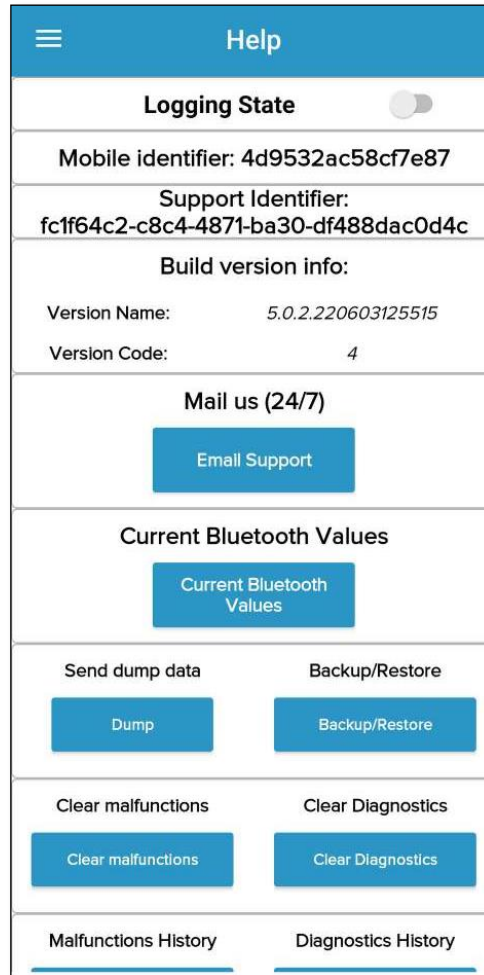 Help
Logging State
Mobile identifier: 4d9532ac58cf7e87
Support Identifier:
fc1f64c2-c8c4-4871-ba30-df488dac0d4c
Build version info:
Version Name: 5.0.2.220603125515
Version Code: 4
Mail us (24/7)
Email Support
Current Bluetooth Values
Current Bluetooth
Values
Send dump data Backup/Restore
Dump Backup/Restore
Clear malfunctions Clear Diagnostics
Clear malfunctions Clear Diagnostics
Malfunctions History Diagnostics History